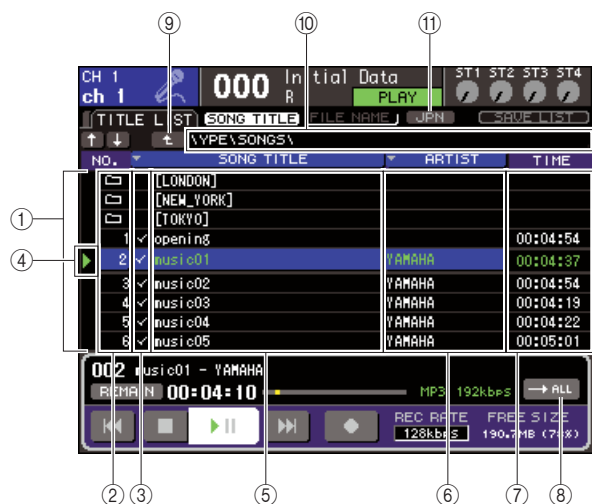 ⑨ ⑩ ⑪
CH 1
ch 1
000
Initial Data
R
PLAY
ST1 ST2 ST3 ST4
TITLE LIST
SONG TITLE
FILE NAME
JPN
SAVE LIST
\YPE\SONGS\
NO. SONG TITLE ARTIST TIME
[LONDON]
[NEW_YORK]
[TOKYO]
1 opening 00:04:54
2 music01 YAMAHA 00:04:37
3 music02 YAMAHA 00:04:54
4 music03 YAMAHA 00:04:19
5 music04 YAMAHA 00:04:22
6 music05 YAMAHA 00:05:01
① 
④ 
002 music01 - YAMAHA
REMAIN 00:04:10 MP3 192kbps → ALL
REC RATE FREE SIZE
128kbps 190.7MB (78%)
② ③ ⑤ ⑥ ⑦ ⑧